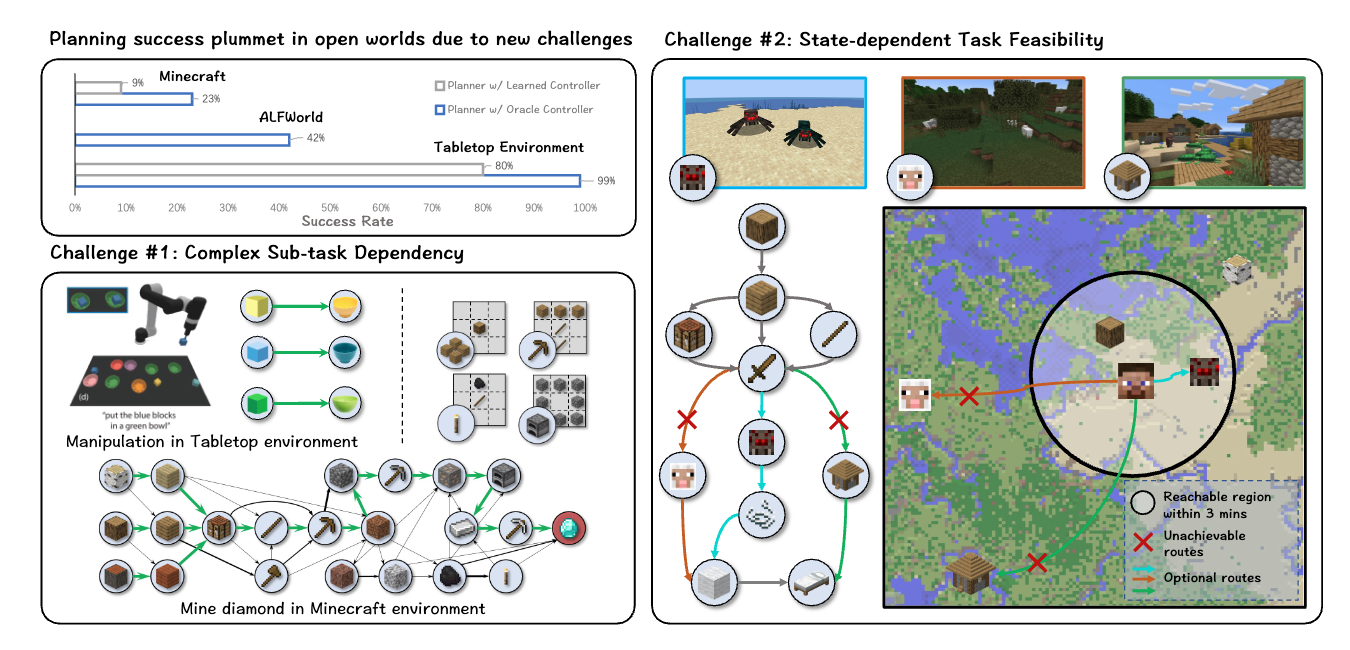 Planning success plummet in open worlds due to new challenges
Minecraft
9%
23%
Planner w/ Learned Controller
Planner w/ Oracle Controller
ALFWorld
42%
Tabletop Environment
80%
99%
0% 10% 20% 30% 40% 50% 60% 70% 80% 90% 100%
Success Rate
Challenge #1: Complex Sub-task Dependency
(d)
"put the blue blocks
in a green bowl"
Manipulation in Tabletop environment
Mine diamond in Minecraft environment
Challenge #2: State-dependent Task Feasibility
Reachable region
within 3 mins
Unachievable
routes
Optional routes